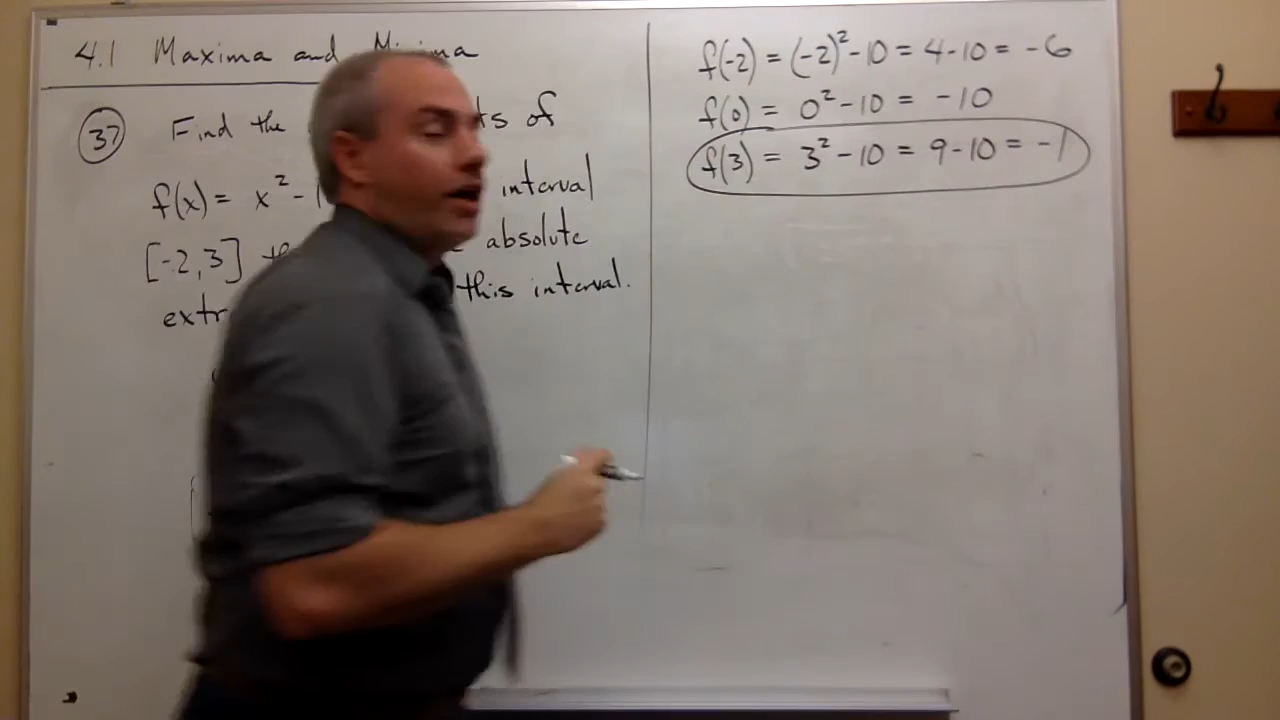 4.1 Maxima and
37 Find the ts of
f(x) = x² - interval
[-2,3] absolute
extr this interval.
f(-2) = (-2)² - 10 = 4 - 10 = -6
f(0) = 0² - 10 = -10
f(3) = 3² - 10 = 9 - 10 = -1